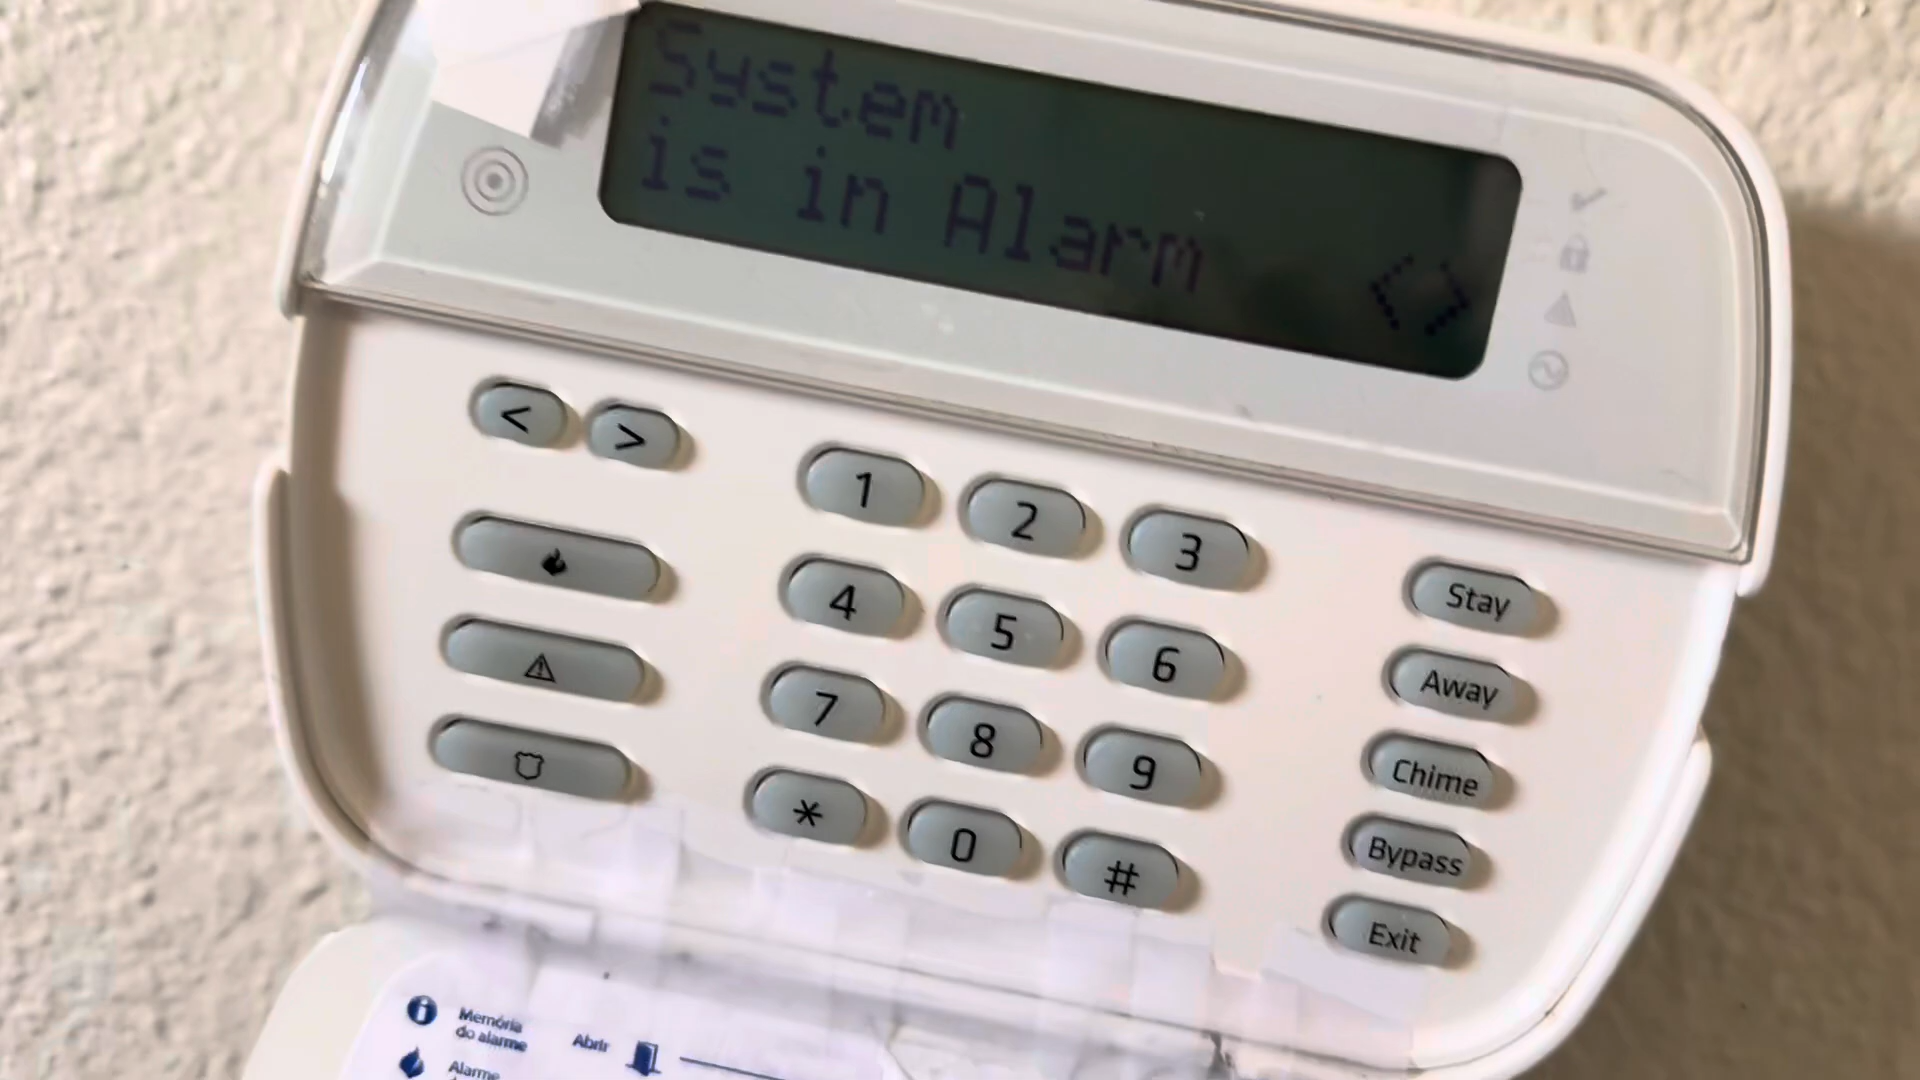 System
is in Alarm
<>
< >
1 2 3
4 5 6
7 8 9
* 0 #
Stay
Away
Chime
Bypass
Exit
Memória
do alarme
Abrir
Alarme